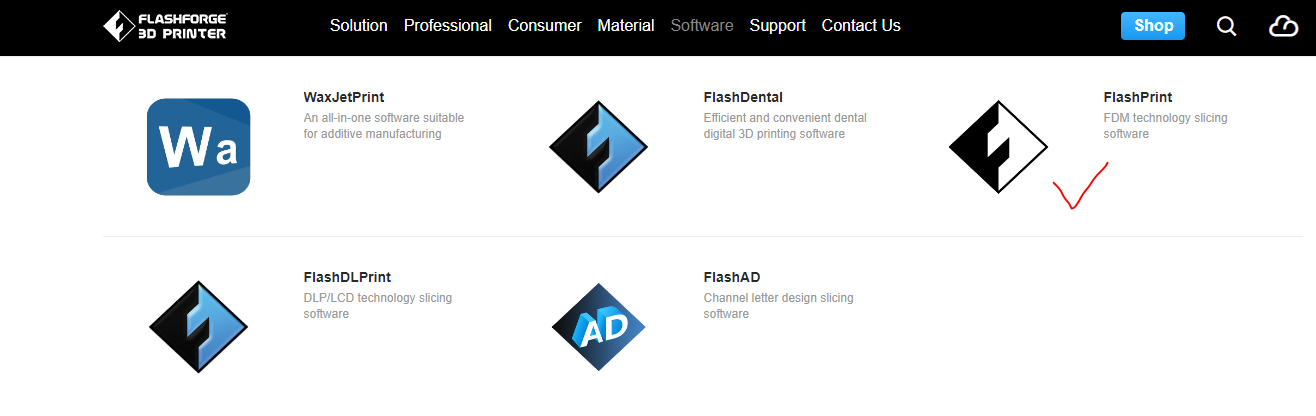 FLASHFORGE®
3D PRINTER
Solution Professional Consumer Material Software Support Contact Us Shop
WaxJetPrint
An all-in-one software suitable
for additive manufacturing
Wa
FlashDental
Efficient and convenient dental
digital 3D printing software
FlashPrint
FDM technology slicing
software
FlashDLPrint
DLP/LCD technology slicing
software
FlashAD
Channel letter design slicing
software
AD